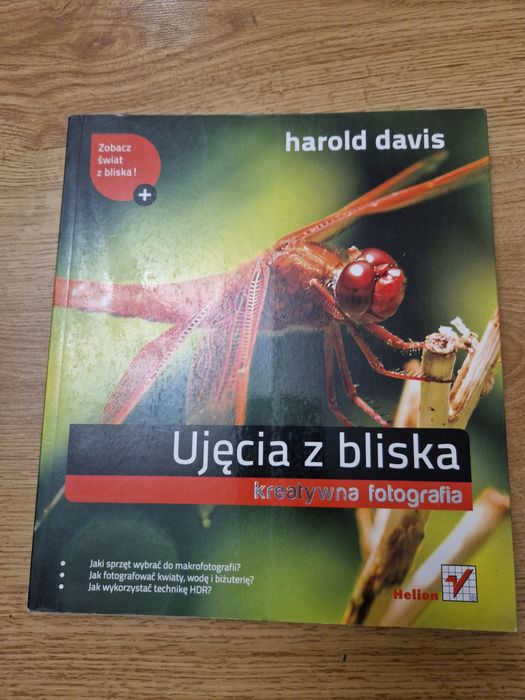 Zobacz
świat
z bliska!
+
harold davis
Ujęcia z bliska
kreatywna fotografia
Jaki sprzęt wybrać do makrofotografii?
Jak fotografować kwiaty, wodę i biżuterię?
Jak wykorzystać technikę HDR?
Helion